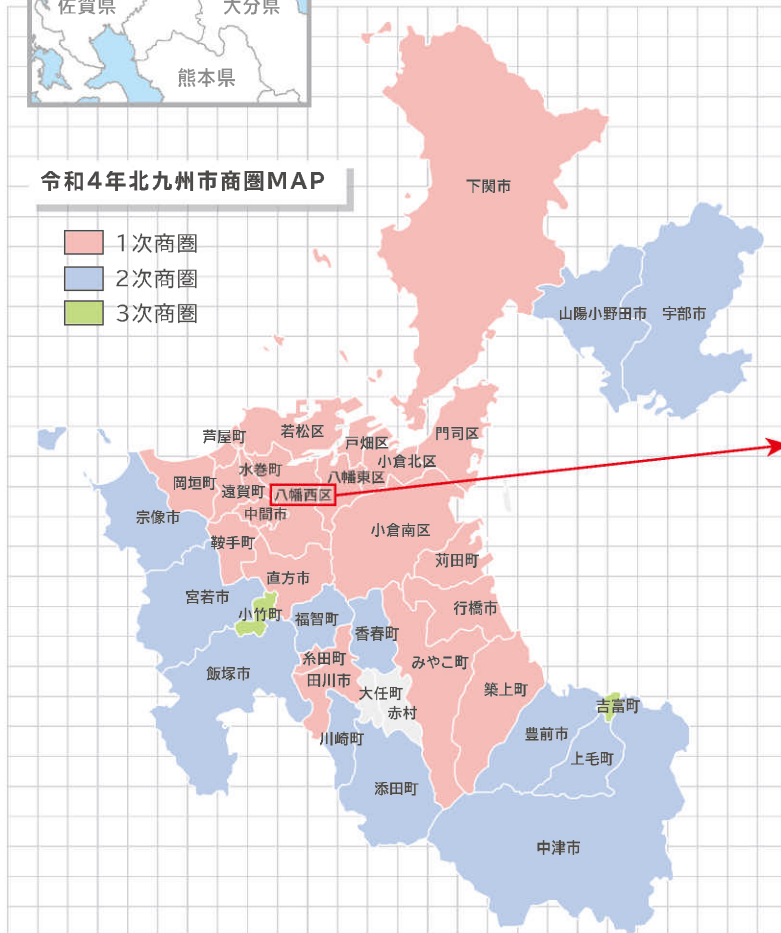 佐賀県
大分県
熊本県
令和4年北九州市商圏MAP
1次商圏
2次商圏
3次商圏
下関市
山陽小野田市
宇部市
芦屋町
若松区
戸畑区
門司区
小倉北区
水巻町
八幡東区
岡垣町
遠賀町
八幡西区
中間市
宗像市
小倉南区
鞍手町
苅田町
直方市
宮若市
行橋市
小竹町
福智町
香春町
糸田町
みやこ町
飯塚市
田川市
大任町
築上町
赤村
吉富町
川崎町
豊前市
上毛町
添田町
中津市